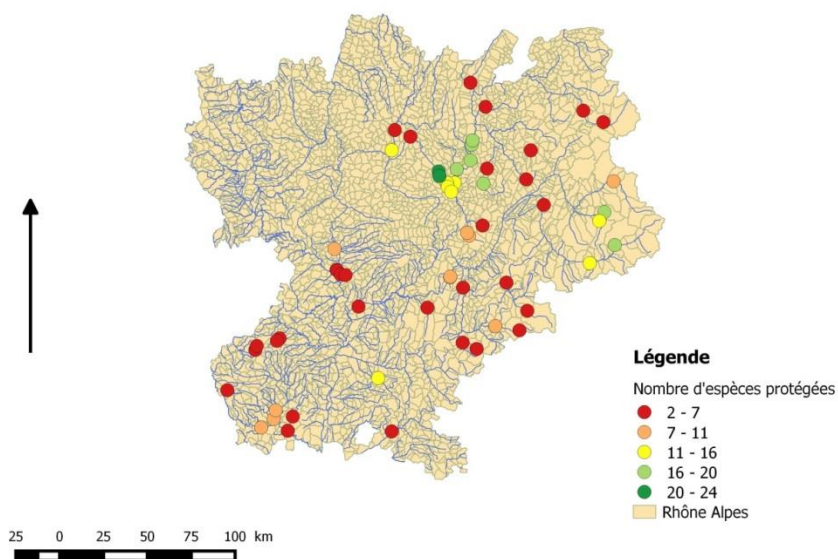 Légende
Nombre d'espèces protégées
2 - 7
7 - 11
11 - 16
16 - 20
20 - 24
Rhône Alpes
25 0 25 50 75 100 km